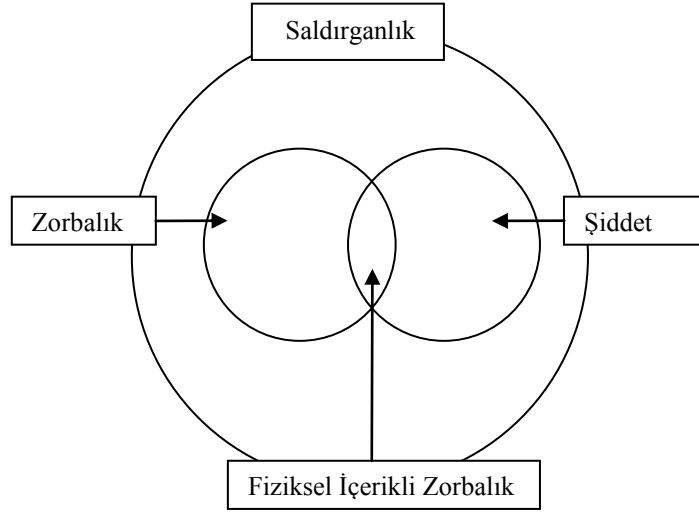 Saldırganlık
Zorbalık
Şiddet
Fiziksel İçerikli Zorbalık